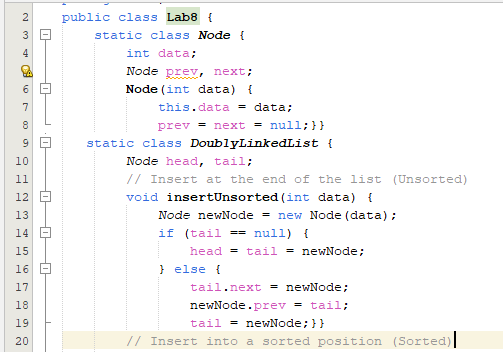 2 public class Lab8 {
3 static class Node {
4 int data;
Node prev, next;
6 Node(int data) {
7 this.data = data;
8 prev = next = null;}}
9 static class DoublyLinkedList {
10 Node head, tail;
11 // Insert at the end of the list (Unsorted)
12 void insertUnsorted(int data) {
13 Node newNode = new Node(data);
14 if (tail == null) {
15 head = tail = newNode;
16 } else {
17 tail.next = newNode;
18 newNode.prev = tail;
19 tail = newNode;}}
20 // Insert into a sorted position (Sorted)